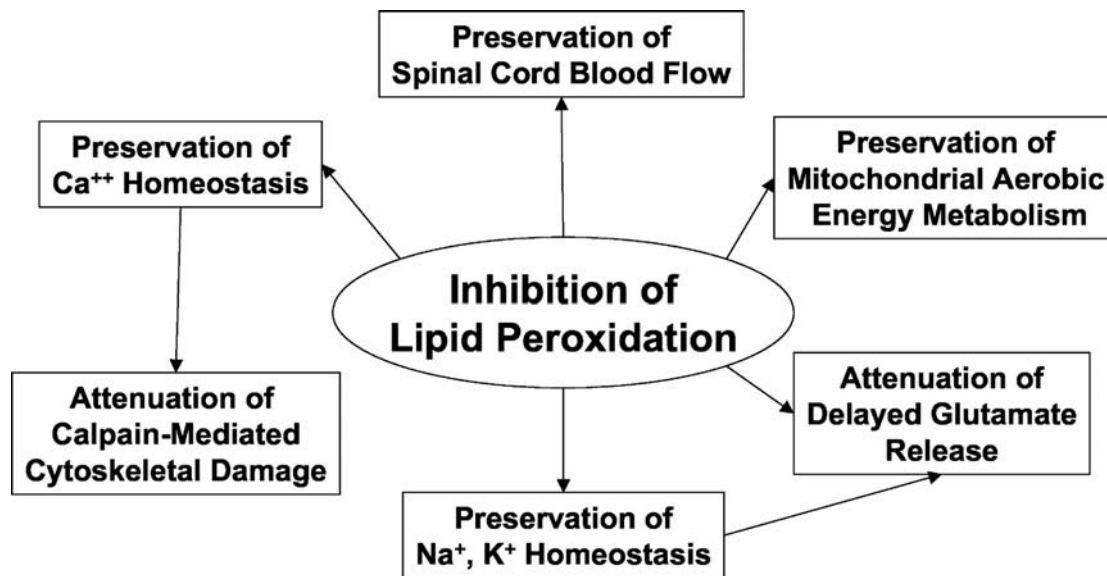 Preservation of
Spinal Cord Blood Flow
Preservation of
Ca⁺⁺ Homeostasis
Preservation of
Mitochondrial Aerobic
Energy Metabolism
Inhibition of
Lipid Peroxidation
Attenuation of
Calpain-Mediated
Cytoskeletal Damage
Attenuation of
Delayed Glutamate
Release
Preservation of
Na⁺, K⁺ Homeostasis